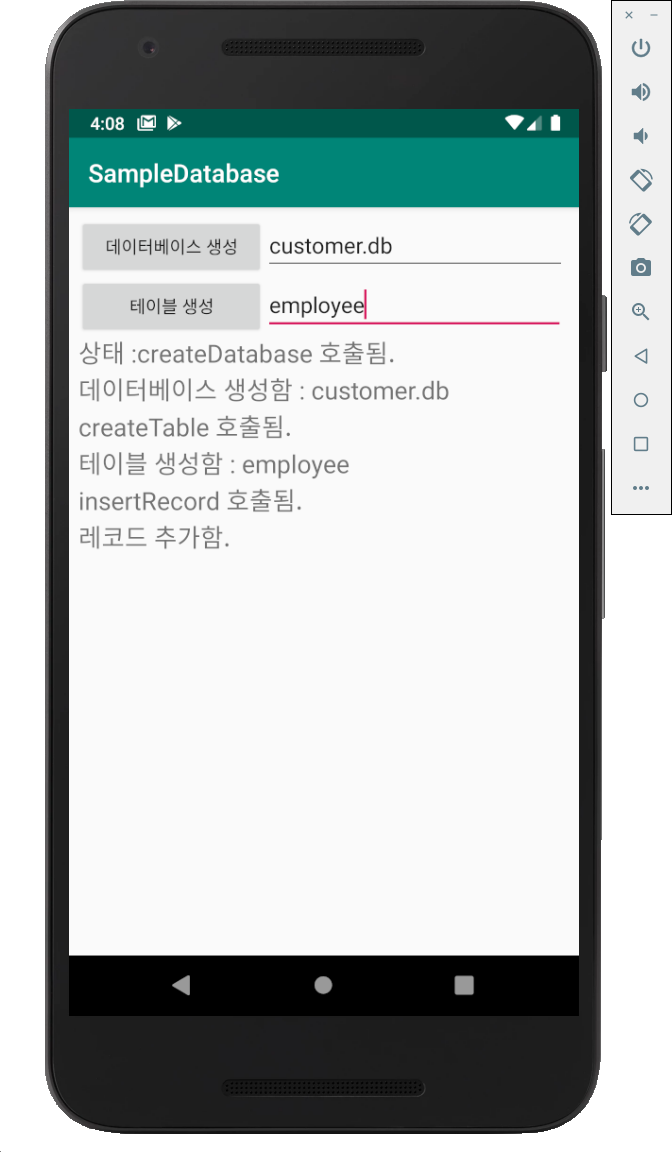 4:08
SampleDatabase
데이터베이스 생성 customer.db
테이블 생성 employee
상태 :createDatabase 호출됨.
데이터베이스 생성함 : customer.db
createTable 호출됨.
테이블 생성함 : employee
insertRecord 호출됨.
레코드 추가함.